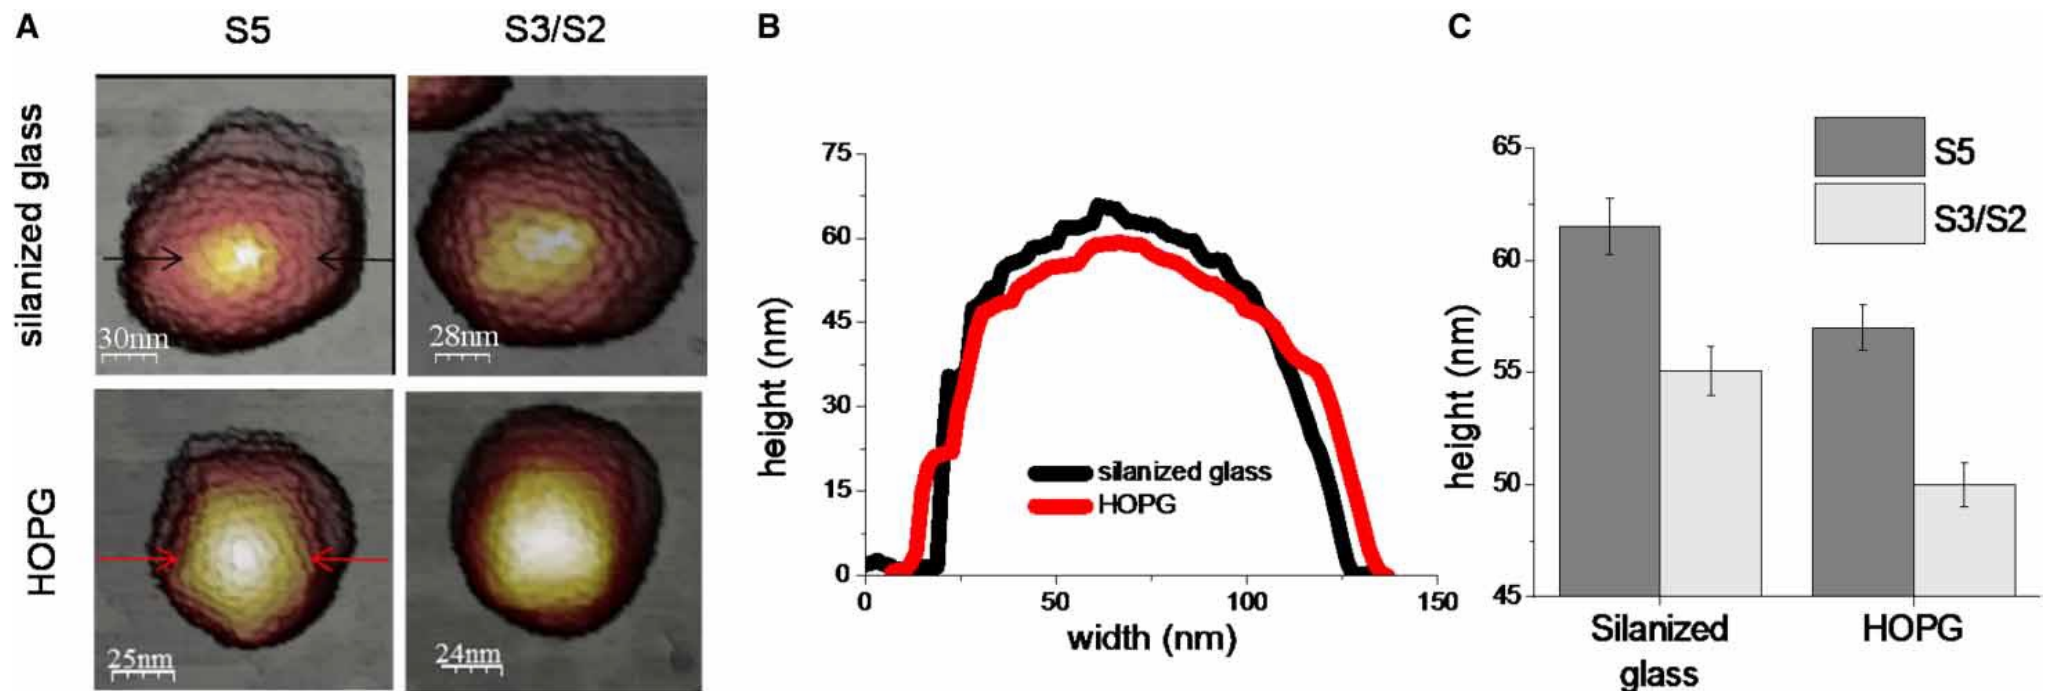 A
S5
S3/S2
silanized glass
HOPG
30nm
28nm
25nm
24nm
B
75
60
45
30
15
0
0
50
100
150
height (nm)
width (nm)
silanized glass
HOPG
C
65
60
55
50
45
height (nm)
S5
S3/S2
Silanized
glass
HOPG